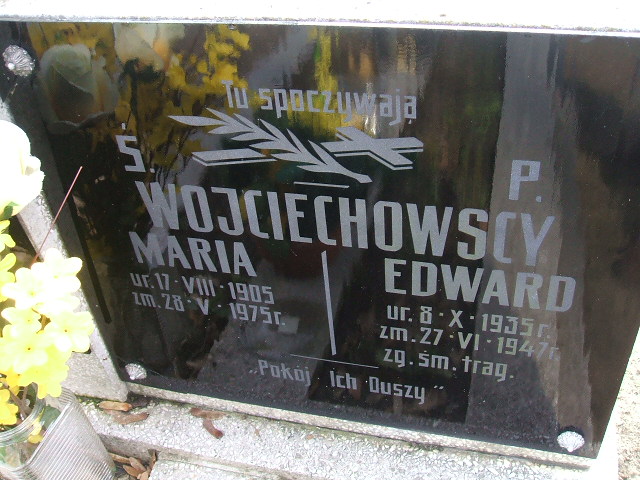 Tu spoczywają
Ś. P.
WOJCIECHOWSCY
MARIA
ur. 17 · VIII · 1905
zm. 28 · V · 1975r.
EDWARD
ur. 8 · X · 1935r.
zm. 27 · VI · 1947r.
zg. śm. trag.
„Pokój Ich Duszy"